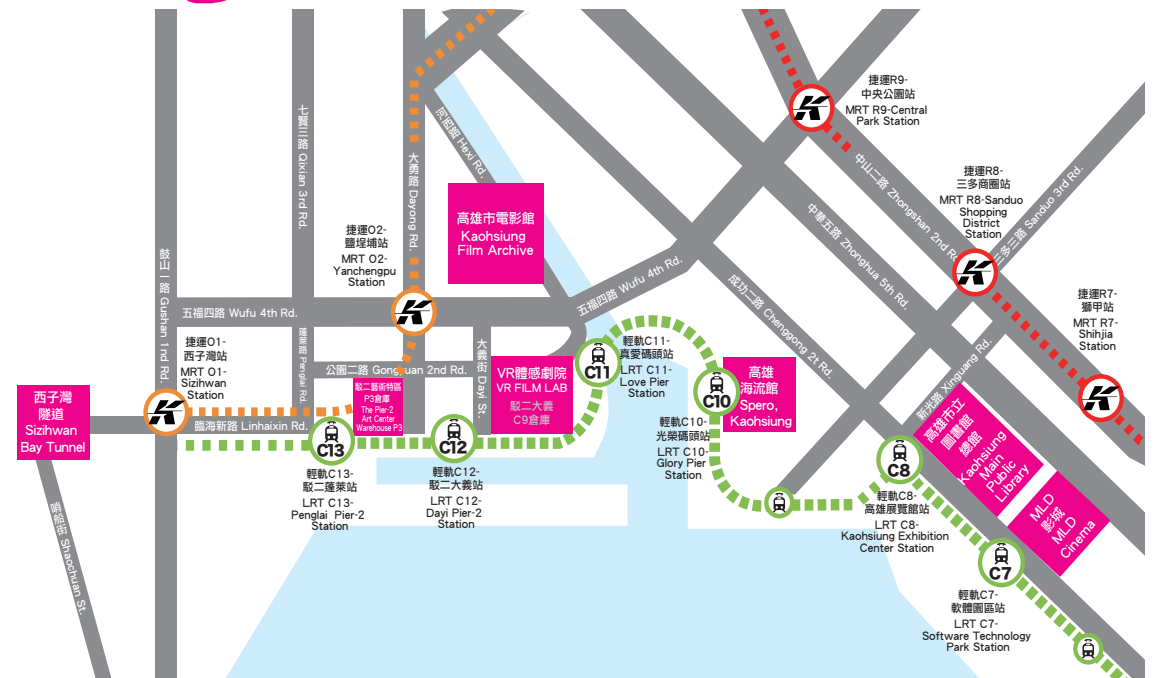 捷運R9-
中央公園站
MRT R9-Central
Park Station
捷運R8-
三多商圈站
MRT R8-Sanduo
Shopping
District
Station
捷運R7-
獅甲站
MRT R7-
Shihjia
Station
中山二路 Zhongshan 2nd Rd.
三多三路 Sanduo 3rd Rd.
中華五路 Zhonghua 5th Rd.
成功二路 Chenggong 2t Rd.
新光路 Xinguang Rd.
七賢三路 Qixian 3rd Rd.
大勇路 Dayong Rd.
Hexi Rd.
高雄市電影館
Kaohsiung
Film Archive
捷運O2-
鹽埕埔站
MRT O2-
Yanchengpu
Station
鼓山一路 Gushan 1nd Rd.
五福四路 Wufu 4th Rd.
五福四路 Wufu 4th Rd.
捷運O1-
西子灣站
MRT O1-
Sizihwan
Station
蓬萊路 Penglai Rd.
公園二路 Gongyuan 2nd Rd.
大義街 Dayi St.
西子灣
隧道
Sizihwan
Bay Tunnel
臨海新路 Linhaixin Rd.
駁二藝術特區
P3倉庫
The Pier-2
Art Center
Warehouse P3
VR體感劇院
VR FILM LAB
駁二大義
C9倉庫
C11
輕軌C11-
真愛碼頭站
LRT C11-
Love Pier
Station
C10
輕軌C10-
光榮碼頭站
LRT C10-
Glory Pier
Station
高雄
海流館
Spero,
Kaohsiung
C13
輕軌C13-
駁二蓬萊站
LRT C13-
Penglai Pier-2
Station
C12
輕軌C12-
駁二大義站
LRT C12-
Dayi Pier-2
Station
C8
輕軌C8-
高雄展覽館站
LRT C8-
Kaohsiung Exhibition
Center Station
高雄市立
圖書館
總館
Kaohsiung
Main
Public
Library
MLD
影城
MLD
Cinema
C7
輕軌C7-
軟體園區站
LRT C7-
Software Technology
Park Station
哨船街 Shaochuan St.